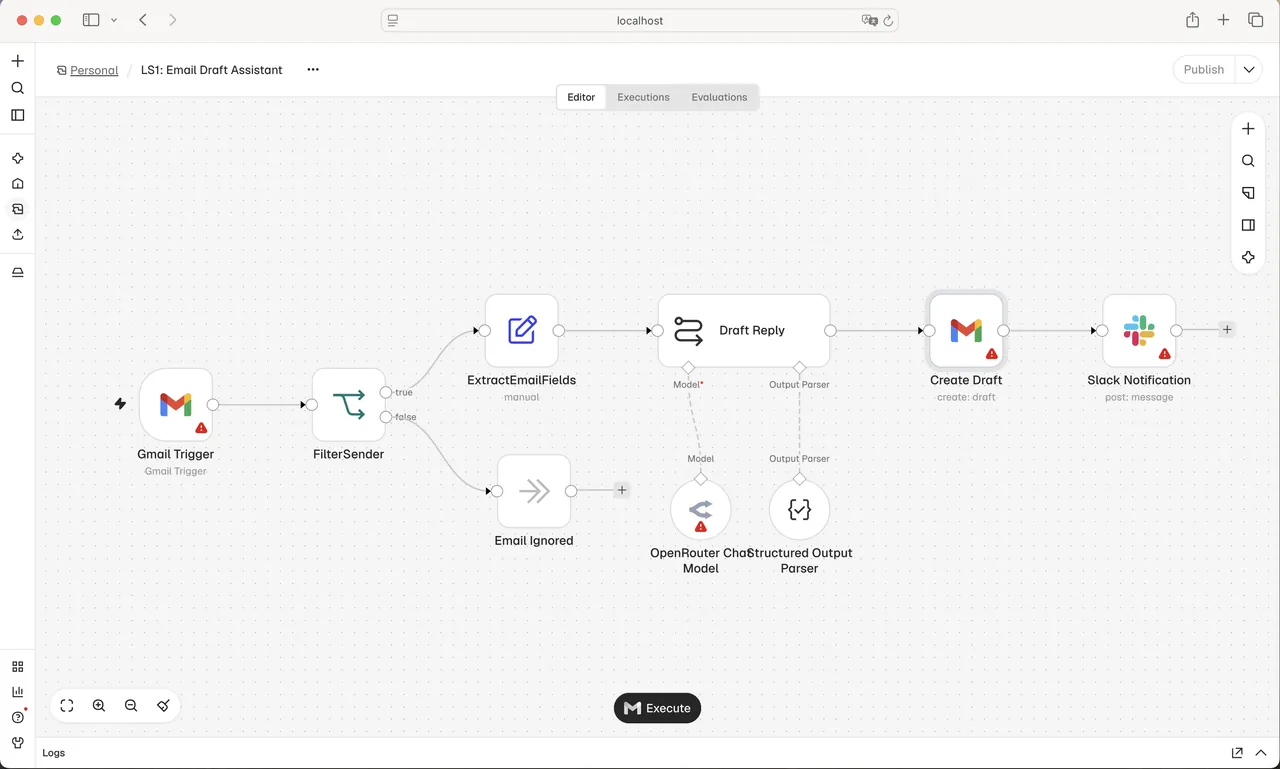 localhost
Personal / LS1: Email Draft Assistant ...
Publish
Editor Executions Evaluations
true
false
Gmail Trigger
Gmail Trigger
FilterSender
ExtractEmailFields
manual
Email Ignored
Draft Reply
Model*
Output Parser
Model
Output Parser
OpenRouter Chat
Model
Structured Output
Parser
Create Draft
create: draft
Slack Notification
post: message
Execute
Logs